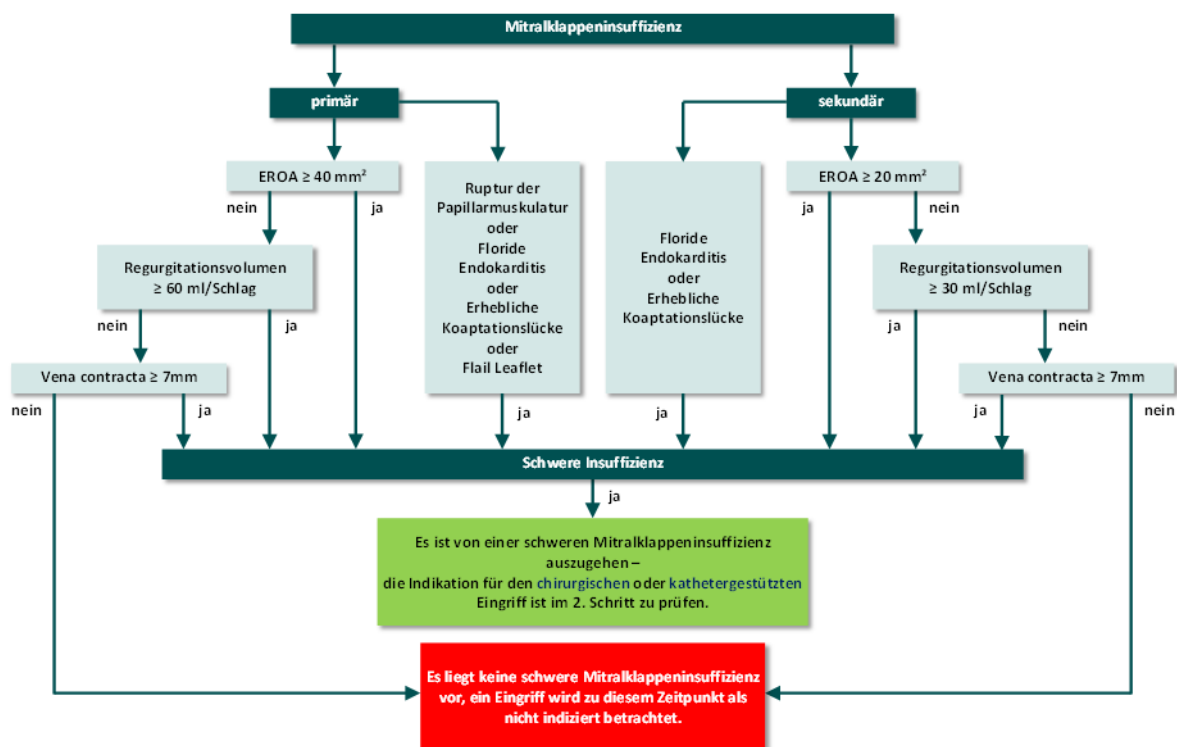 Mitralklappeninsuffizienz
primär
sekundär
EROA ≥ 40 mm²
nein
ja
Regurgitationsvolumen
≥ 60 ml/Schlag
nein
ja
Vena contracta ≥ 7mm
nein
ja
Ruptur der
Papillarmuskulatur
oder
Floride
Endokarditis
oder
Erhebliche
Koaptationslücke
oder
Flail Leaflet
ja
Floride
Endokarditis
oder
Erhebliche
Koaptationslücke
ja
EROA ≥ 20 mm²
ja
nein
Regurgitationsvolumen
≥ 30 ml/Schlag
ja
nein
Vena contracta ≥ 7mm
ja
nein
Schwere Insuffizienz
ja
Es ist von einer schweren Mitralklappeninsuffizienz
auszugehen –
die Indikation für den chirurgischen oder kathetergestützten
Eingriff ist im 2. Schritt zu prüfen.
Es liegt keine schwere Mitralklappeninsuffizienz
vor, ein Eingriff wird zu diesem Zeitpunkt als
nicht indiziert betrachtet.